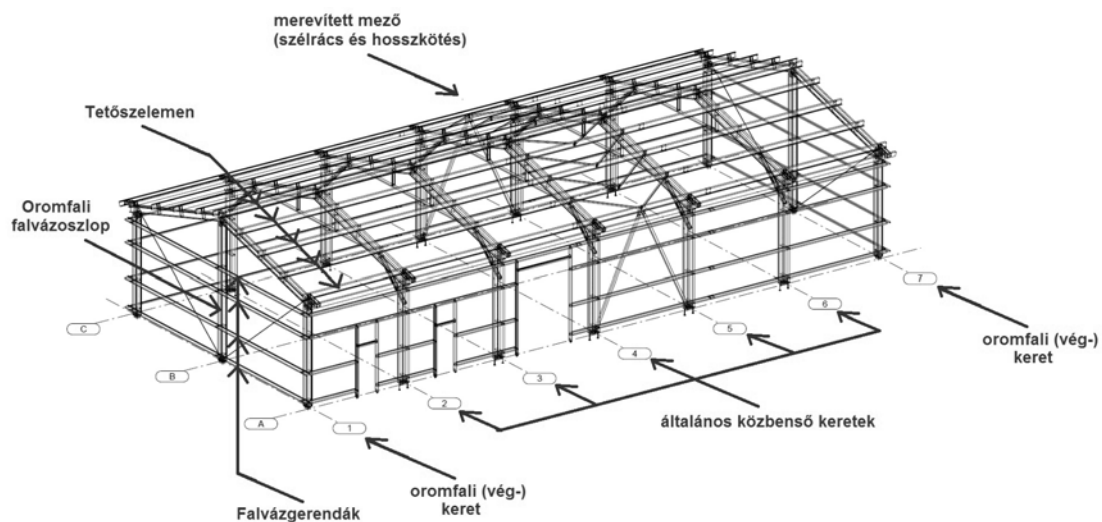 merevített mező
(szélrács és hosszkötés)
Tetőszelemen
Oromfali
falvázoszlop
C
B
A
1
2
3
4
5
6
7
oromfali (vég-)
keret
általános közbenső keretek
oromfali (vég-)
keret
Falvázgerendák